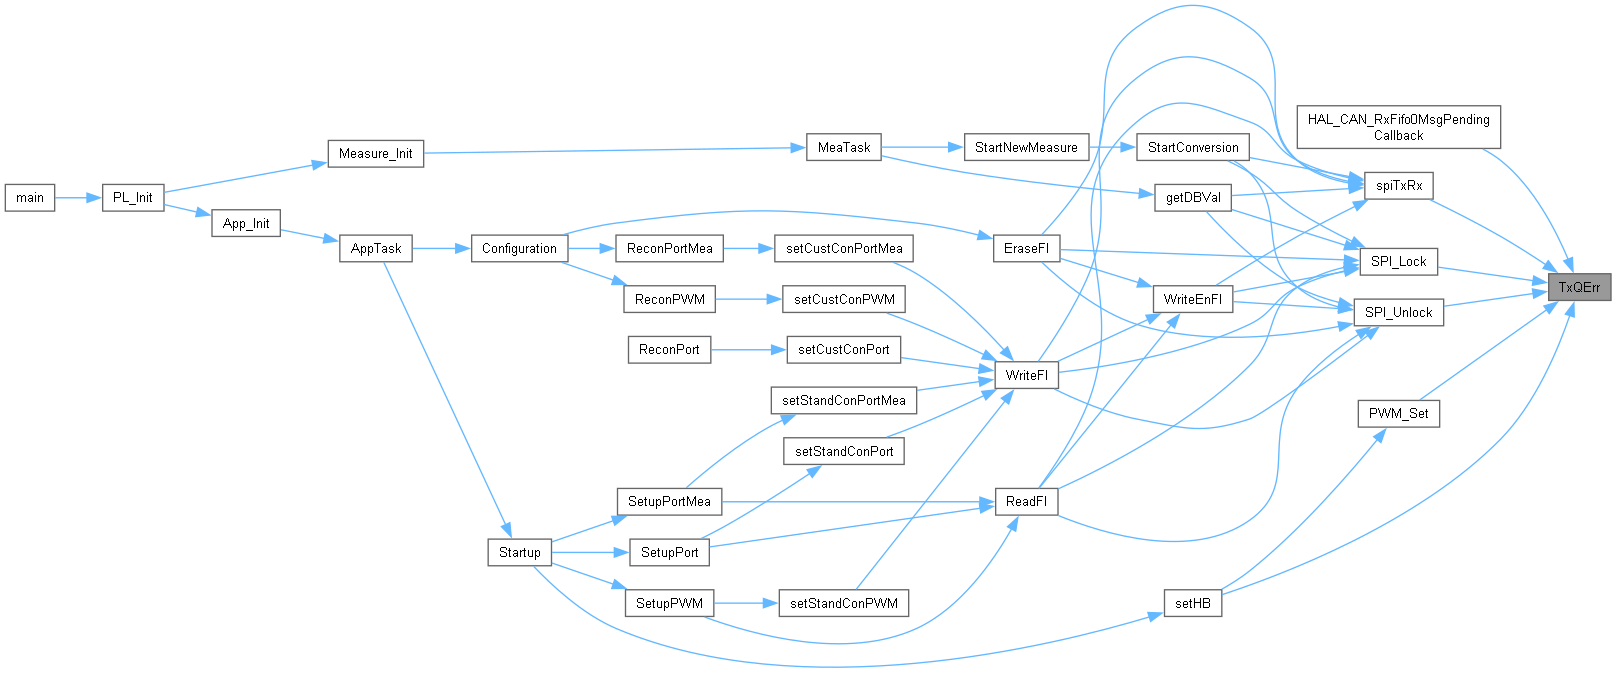 HAL_CAN_RxFifo0MsgPending
Callback
Measure_Init
MeaTask
StartNewMeasure
StartConversion
spiTxRx
main
PL_Init
getDBVal
App_Init
AppTask
Configuration
ReconPortMea
setCustConPortMea
EraseFl
SPI_Lock
TxQErr
ReconPWM
setCustConPWM
WriteEnFl
SPI_Unlock
ReconPort
setCustConPort
WriteFl
setStandConPortMea
PWM_Set
setStandConPort
SetupPortMea
ReadFl
Startup
SetupPort
SetupPWM
setStandConPWM
setHB